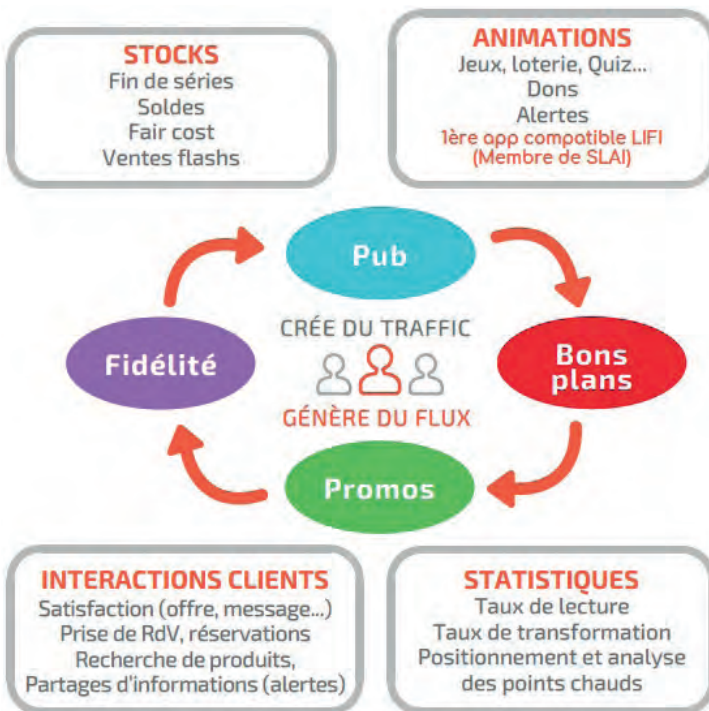 STOCKS
Fin de séries
Soldes
Fair cost
Ventes flashs
ANIMATIONS
Jeux, loterie, Quiz...
Dons
Alertes
1ère app compatible LIFI
(Membre de SLAI)
Pub
CRÉE DU TRAFFIC
Fidélité
Bons
plans
GÉNÈRE DU FLUX
Promos
INTERACTIONS CLIENTS
Satisfaction (offre, message...)
Prise de RdV, réservations
Recherche de produits,
Partages d'informations (alertes)
STATISTIQUES
Taux de lecture
Taux de transformation
Positionnement et analyse
des points chauds